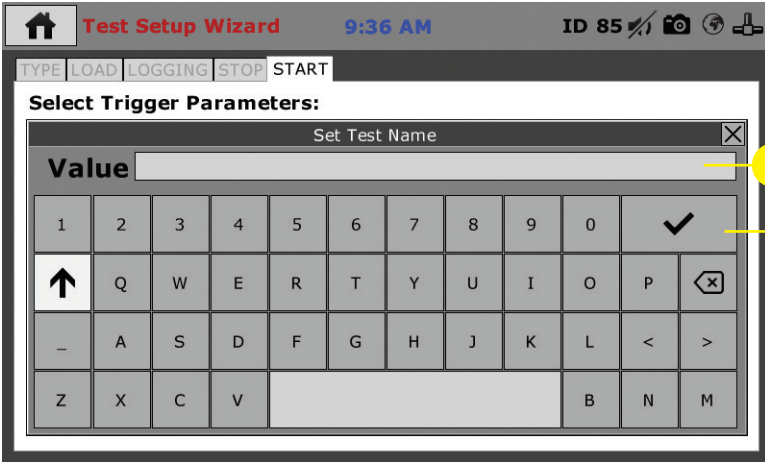 Test Setup Wizard 9:36 AM ID 85
TYPE LOAD LOGGING STOP START
Select Trigger Parameters:
Set Test Name
Value
1 2 3 4 5 6 7 8 9 0
Q W E R T Y U I O P
_ A S D F G H J K L < >
Z X C V B N M